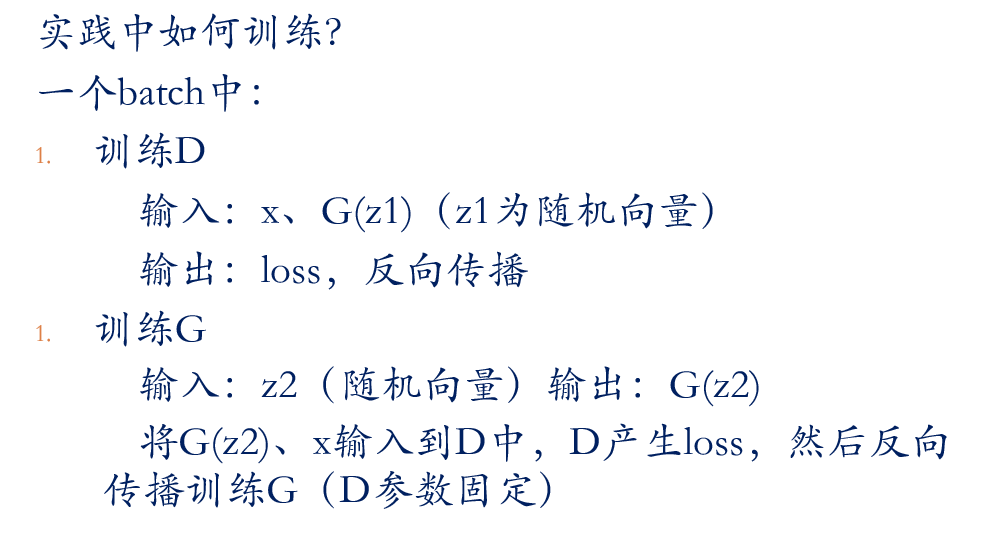 实践中如何训练？
一个batch中：
1. 训练D
输入：x、G(z1)（z1为随机向量）
输出：loss，反向传播
1. 训练G
输入：z2（随机向量）输出：G(z2)
将G(z2)、x输入到D中，D产生loss，然后反向
传播训练G（D参数固定）